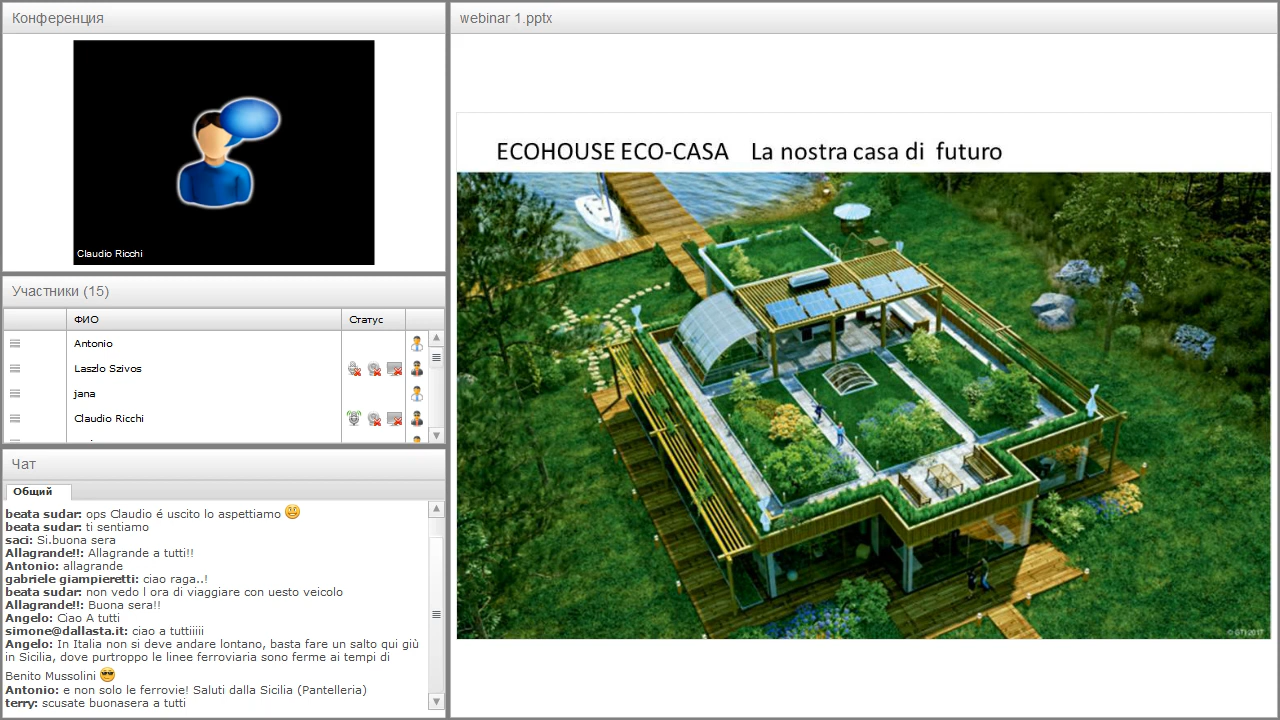 Конференция
Claudio Ricchi
Участники (15)
ФИО Статус
Antonio
Laszlo Szivos
jana
Claudio Ricchi
Чат
Общий
beata sudar: ops Claudio é uscito lo aspettiamo
beata sudar: ti sentiamo
saci: Si.buona sera
Allagrande!!: Allagrande a tutti!!
Antonio: allagrande
gabriele giampieretti: ciao raga..!
beata sudar: non vedo l ora di viaggiare con uesto veicolo
Allagrande!!: Buona sera!!
Angelo: Ciao A tutti
simone@dallasta.it: ciao a tuttiiiii
Angelo: In Italia non si deve andare lontano, basta fare un salto qui giù
in Sicilia, dove purtroppo le linee ferroviaria sono ferme ai tempi di
Benito Mussolini
Antonio: e non solo le ferrovie! Saluti dalla Sicilia (Pantelleria)
terry: scusate buonasera a tutti
webinar 1.pptx
ECOHOUSE ECO-CASA La nostra casa di futuro